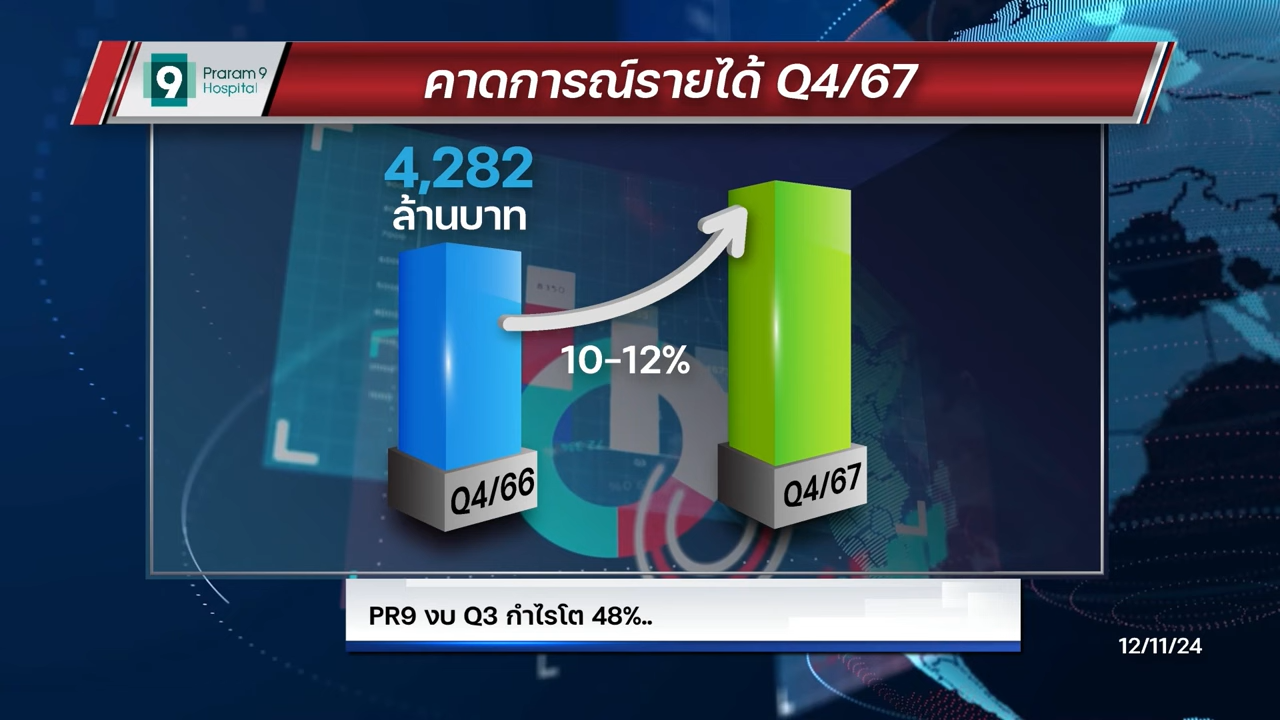 9
Praram 9
Hospital
คาดการณ์รายได้ Q4/67
4,282
ล้านบาท
10-12%
Q4/66
Q4/67
PR9 งบ Q3 กำไรโต 48%..
12/11/24